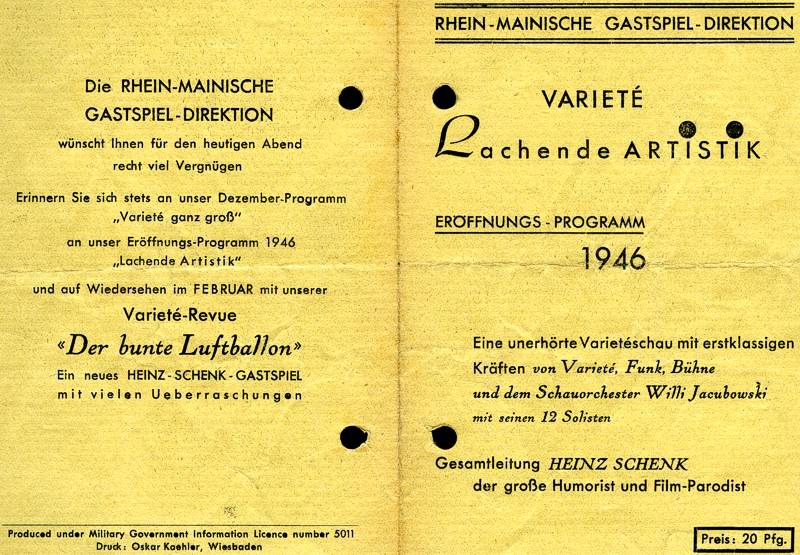 Die RHEIN-MAINISCHE
GASTSPIEL-DIREKTION
wünscht Ihnen für den heutigen Abend
recht viel Vergnügen
Erinnern Sie sich stets an unser Dezember-Programm
„Varieté ganz groß“
an unser Eröffnungs-Programm 1946
„Lachende Artistik“
und auf Wiedersehen im FEBRUAR mit unserer
Varieté-Revue
«Der bunte Luftballon»
Ein neues HEINZ-SCHENK-GASTSPIEL
mit vielen Ueberraschungen
Produced under Military Government Information Licence number 5011
Druck: Oskar Koehler, Wiesbaden
RHEIN-MAINISCHE GASTSPIEL-DIREKTION
VARIETÉ
Lachende ARTISTIK
ERÖFFNUNGS-PROGRAMM
1946
Eine unerhörte Varietéschau mit erstklassigen
Kräften von Varieté, Funk, Bühne
und dem Schauorchester Willi Jacubowski
mit seinen 12 Solisten
Gesamtleitung HEINZ SCHENK
der große Humorist und Film-Parodist
Preis: 20 Pfg.